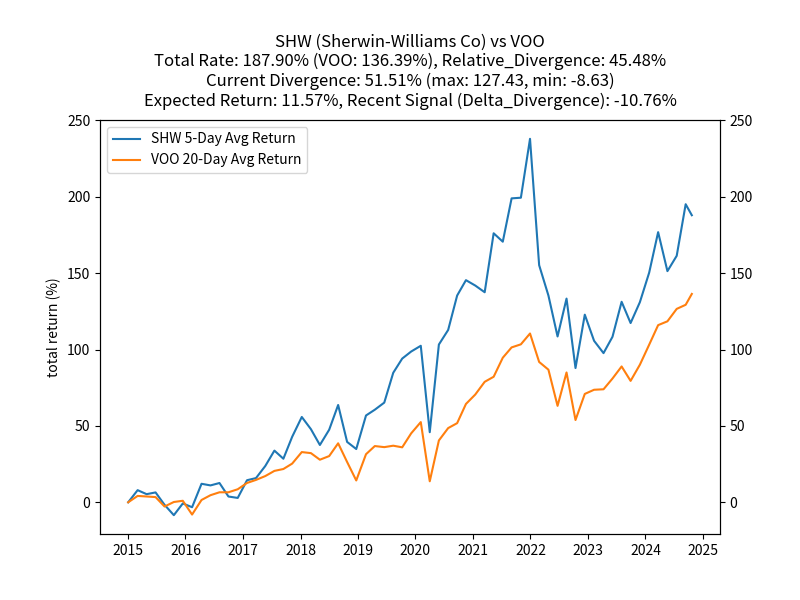 SHW (Sherwin-Williams Co) vs VOO
Total Rate: 187.90% (VOO: 136.39%), Relative_Divergence: 45.48%
Current Divergence: 51.51% (max: 127.43, min: -8.63)
Expected Return: 11.57%, Recent Signal (Delta_Divergence): -10.76%
SHW 5-Day Avg Return
VOO 20-Day Avg Return
total return (%)
250 250
200 200
150 150
100 100
50 50
0 0
2015 2016 2017 2018 2019 2020 2021 2022 2023 2024 2025